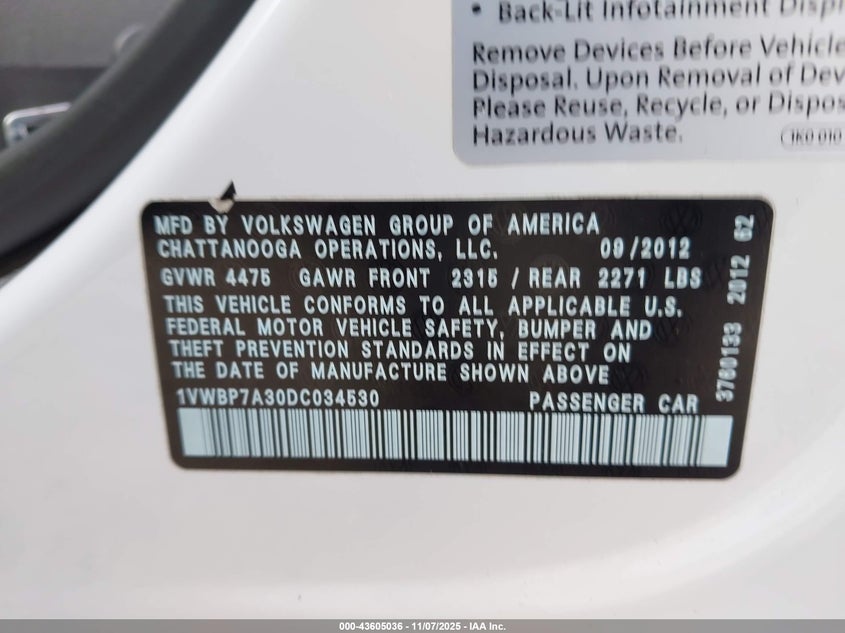 • Back-Lit Infotainment
Remove Devices Before Vehicle
Disposal. Upon Removal of
Please Reuse, Recycle, or
Hazardous Waste.
1K0 010
MFD BY VOLKSWAGEN GROUP OF AMERICA
CHATTANOOGA OPERATIONS, LLC. 09/2012
GVWR 4475 GAWR FRONT 2315 / REAR 2271 LBS
THIS VEHICLE CONFORMS TO ALL APPLICABLE U.S.
FEDERAL MOTOR VEHICLE SAFETY, BUMPER AND
THEFT PREVENTION STANDARDS IN EFFECT ON
THE DATE OF MANUFACTURE SHOWN ABOVE
1VWBP7A30DC034530 PASSENGER CAR
3760133 2012 62
000-43605036 - 11/07/2025 - IAA Inc.